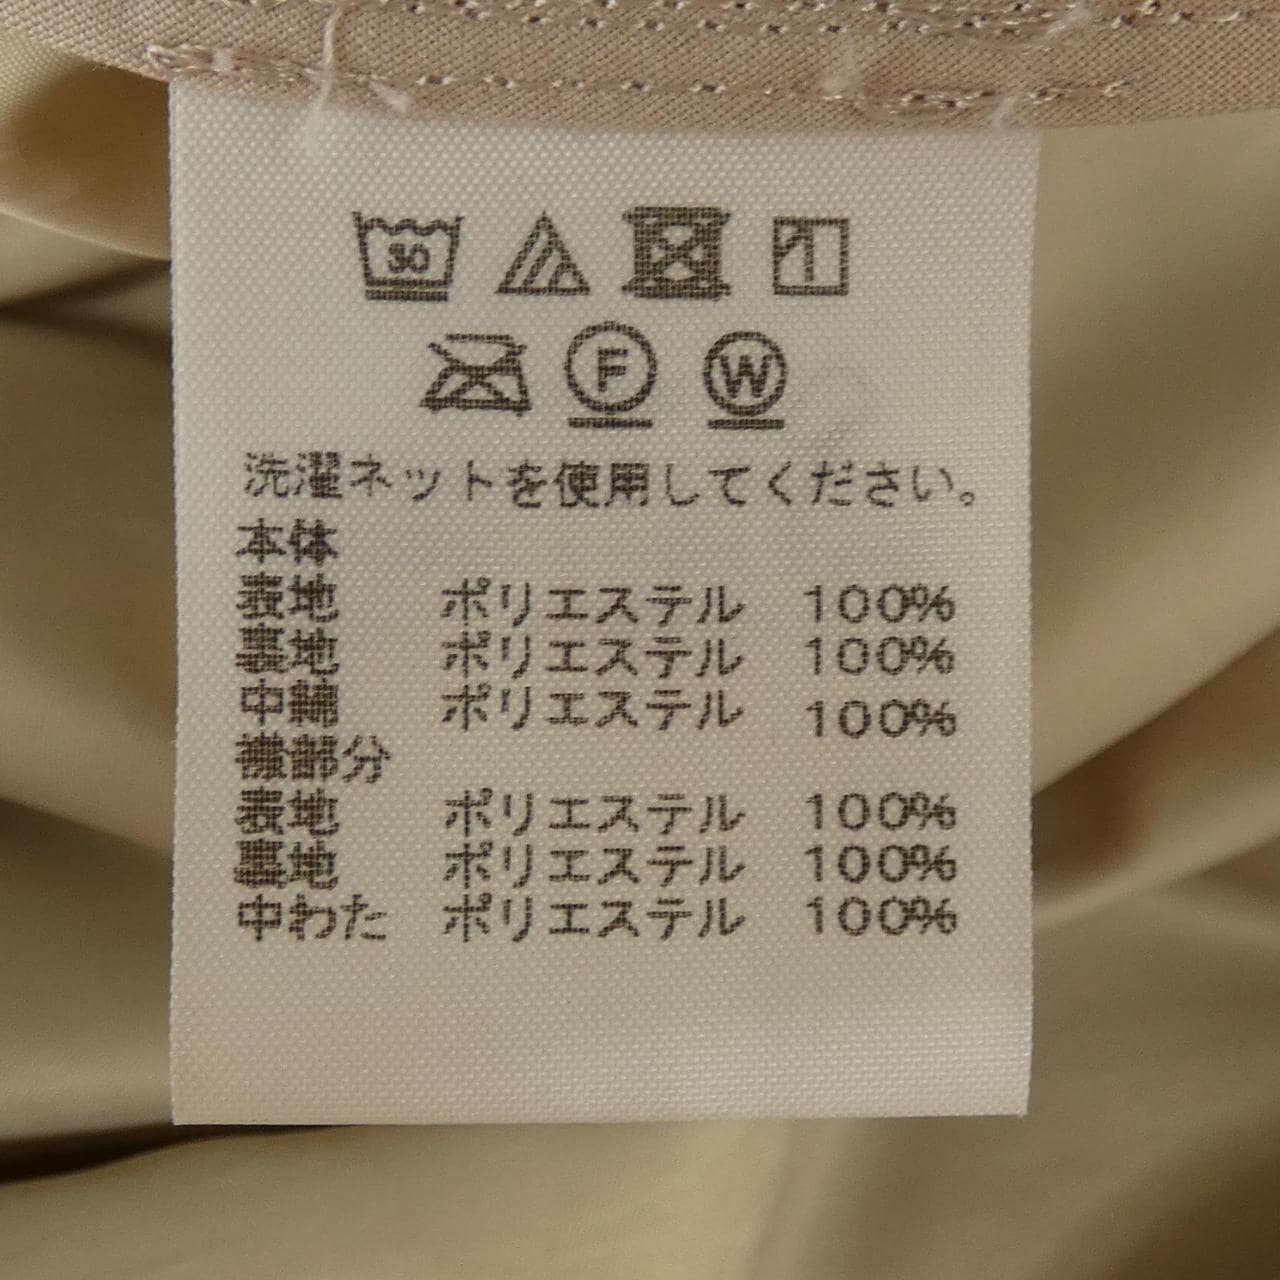 30
F W
洗濯ネットを使用してください。
本体
表地 ポリエステル 100%
裏地 ポリエステル 100%
中綿 ポリエステル 100%
襟部分
表地 ポリエステル 100%
裏地 ポリエステル 100%
中わた ポリエステル 100%